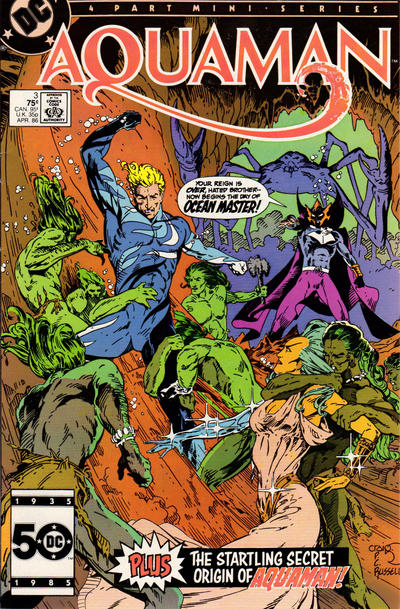 DC
4 PART MINI SERIES
AQUAMAN
TM
3
75¢
CAN. 95¢
U.K. 35p
APR. 86
APPROVED
BY THE
COMICS
CODE
AUTHORITY
YOUR REIGN IS
OVER, HATED BROTHER--
NOW BEGINS THE DAY OF
OCEAN MASTER!
1935
50
DC
1985
PLUS
THE STARTLING SECRET
ORIGIN OF AQUAMAN!
CRAIG
RUSSELL